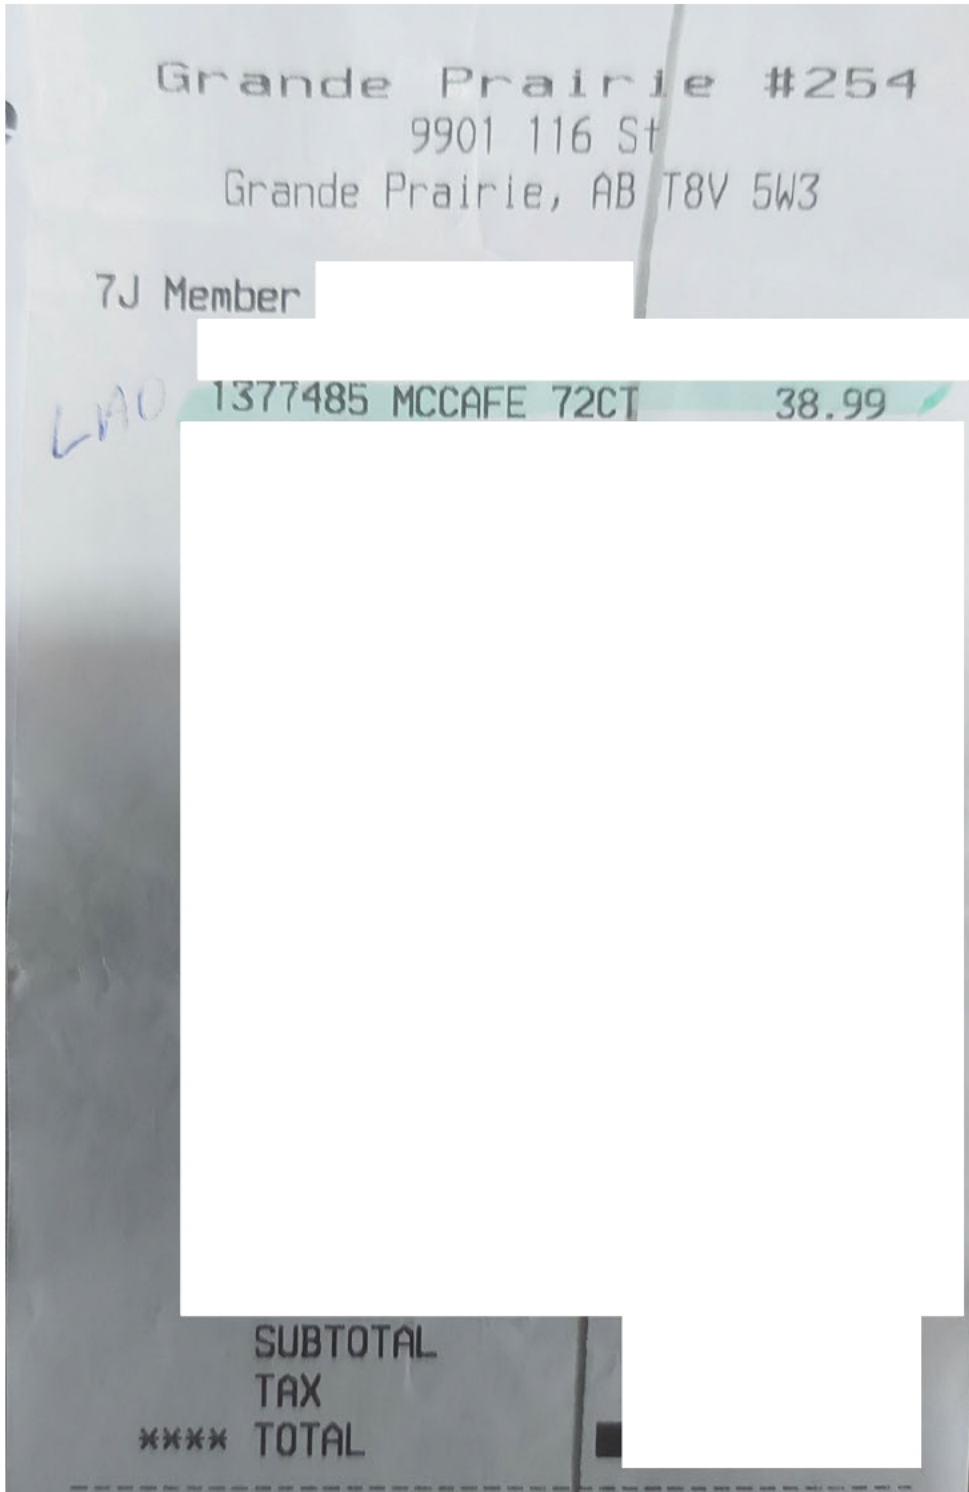 Grande Prairie #254
9901 116 St
Grande Prairie, AB T8V 5W3
7J Member
1377485 MCCAFE 72CT 38.99
SUBTOTAL
TAX
**** TOTAL